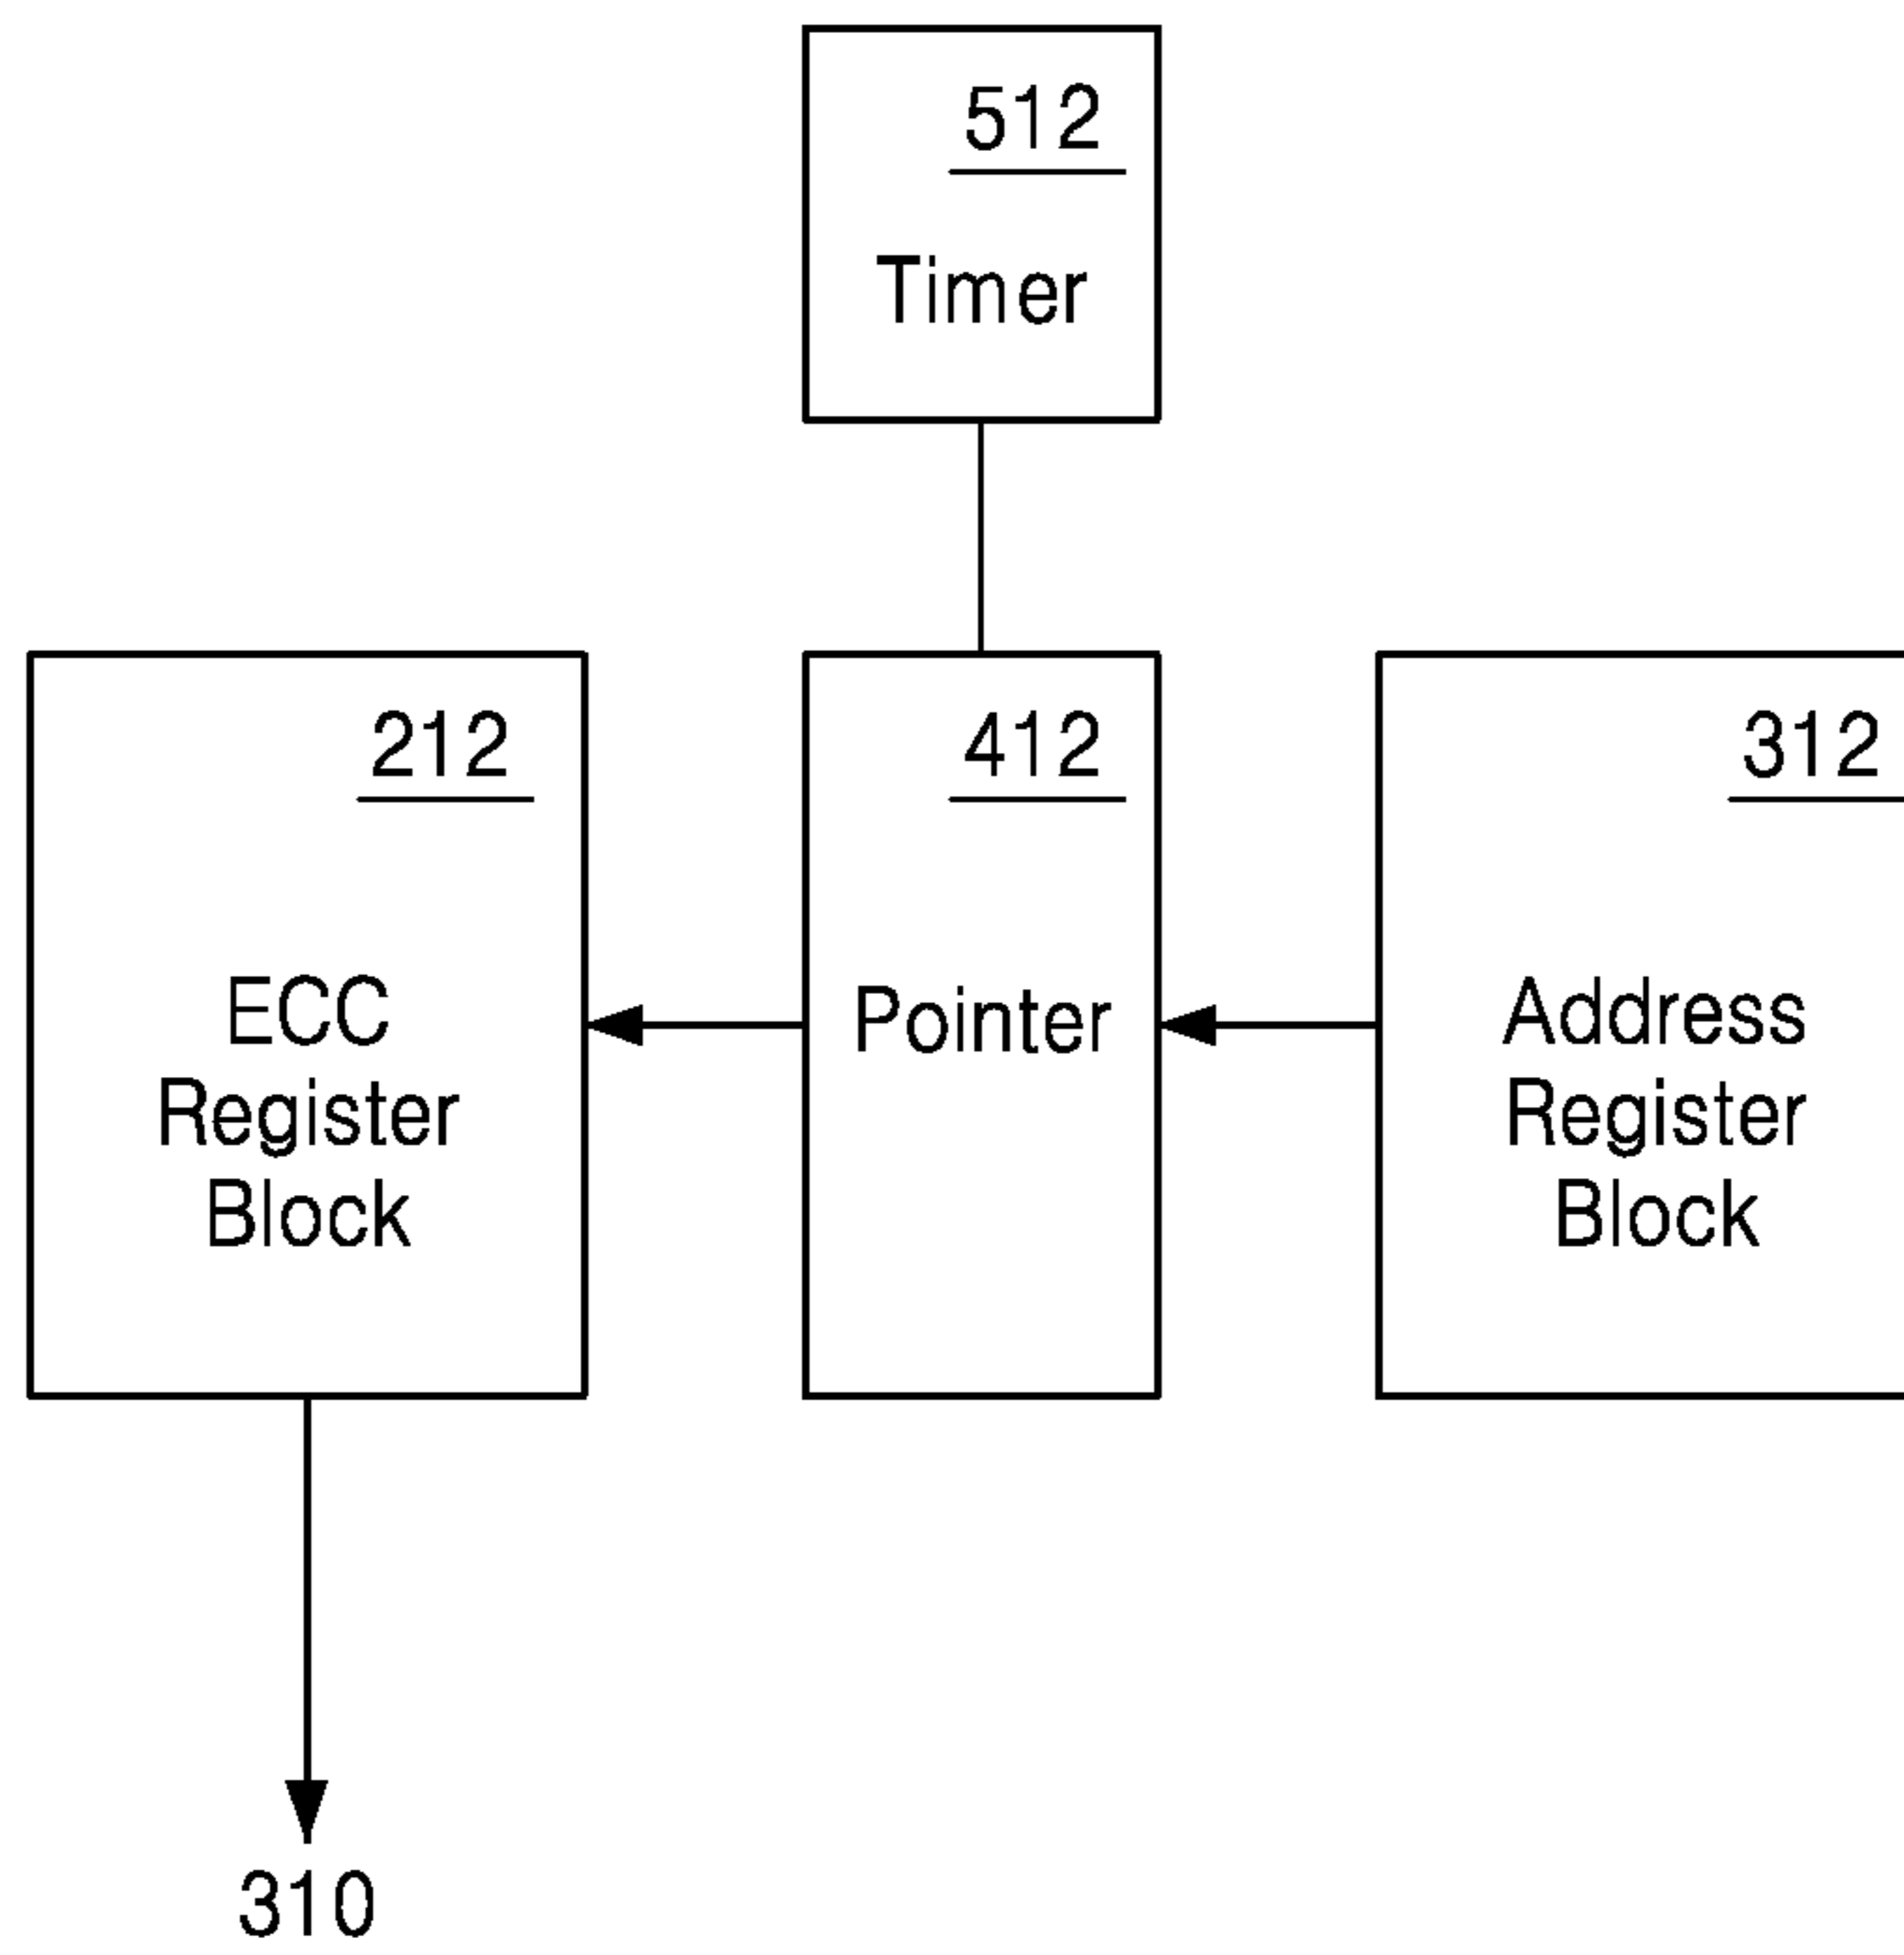 512
Timer
212
ECC
Register
Block
412
Pointer
312
Address
Register
Block
310